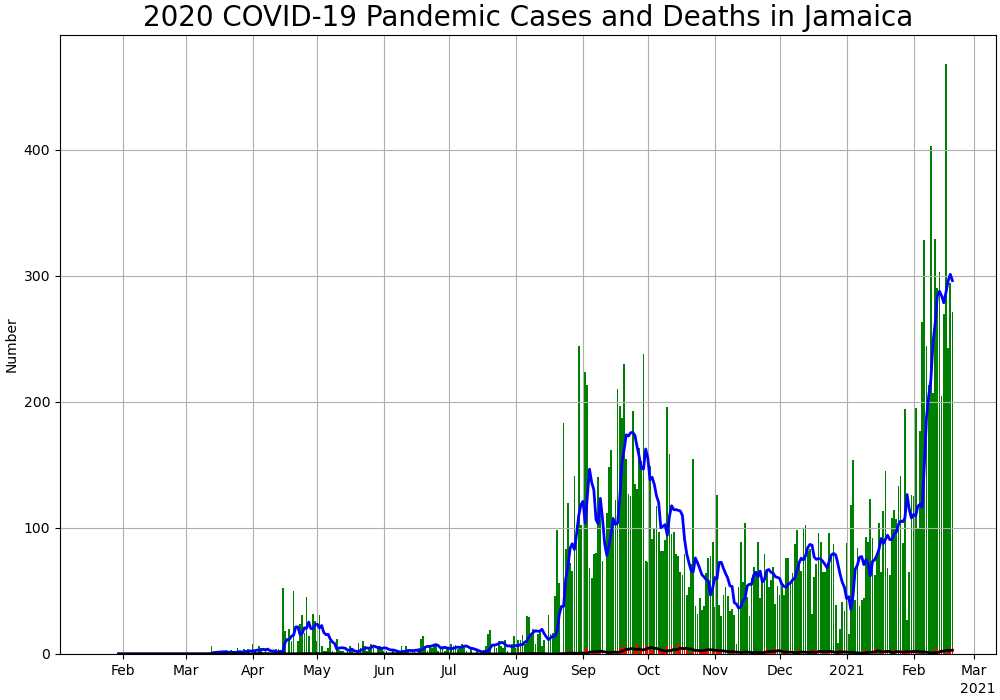 2020 COVID-19 Pandemic Cases and Deaths in Jamaica
Number
400
300
200
100
0
Feb Mar Apr May Jun Jul Aug Sep Oct Nov Dec 2021 Feb Mar
2021